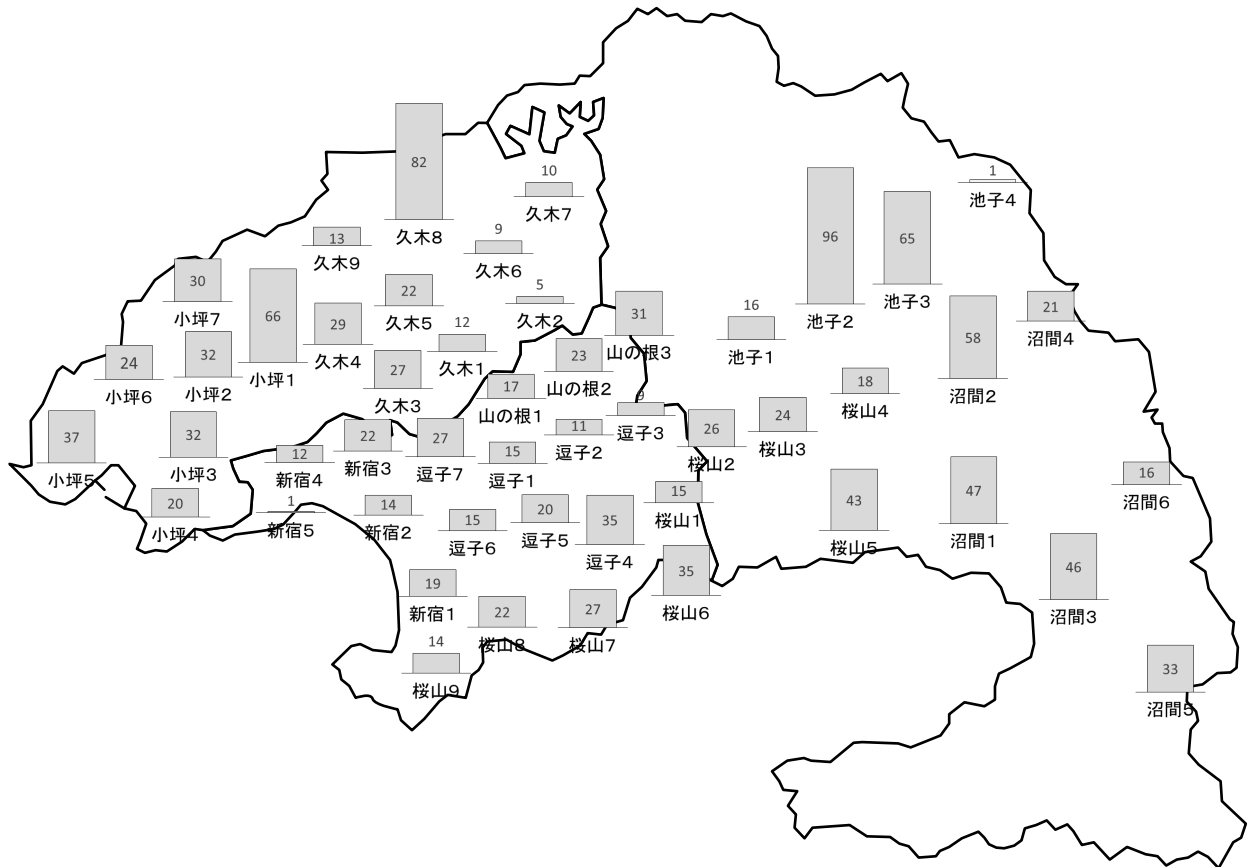 82
久木8
10
久木7
1
池子4
96
池子2
65
池子3
13
久木9
9
久木6
30
小坪7
66
小坪1
22
久木5
5
久木2
29
久木4
12
久木1
31
山の根3
16
池子1
58
沼間2
21
沼間4
24
小坪6
32
小坪2
27
久木3
23
山の根2
17
山の根1
18
桜山4
9
逗子3
24
桜山3
26
桜山2
37
小坪5
32
小坪3
12
新宿4
22
新宿3
27
逗子7
15
逗子1
11
逗子2
20
小坪4
1
新宿5
14
新宿2
15
逗子6
20
逗子5
35
逗子4
15
桜山1
43
桜山5
47
沼間1
16
沼間6
19
新宿1
22
桜山8
27
桜山7
35
桜山6
46
沼間3
14
桜山9
33
沼間5